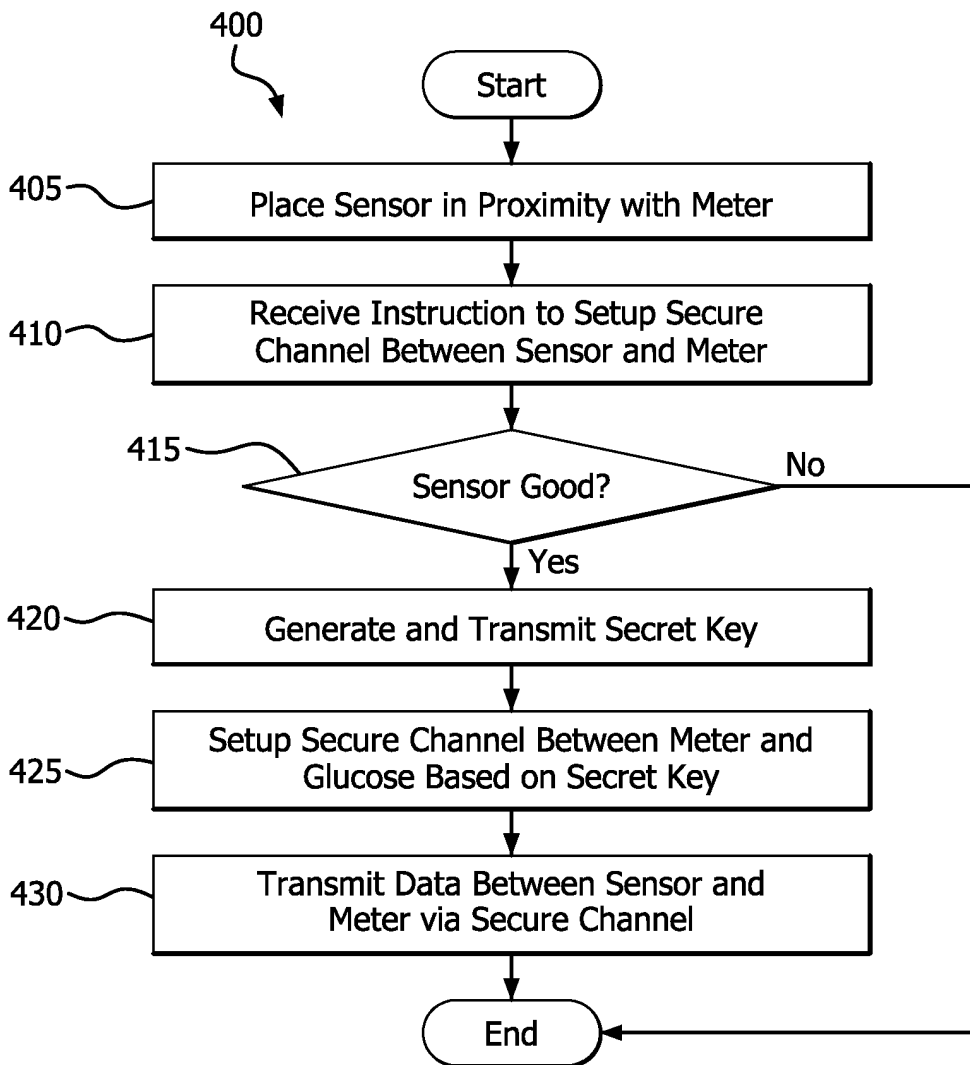 400
Start
405
Place Sensor in Proximity with Meter
410
Receive Instruction to Setup Secure
Channel Between Sensor and Meter
415
Sensor Good?
No
Yes
420
Generate and Transmit Secret Key
425
Setup Secure Channel Between Meter and
Glucose Based on Secret Key
430
Transmit Data Between Sensor and
Meter via Secure Channel
End